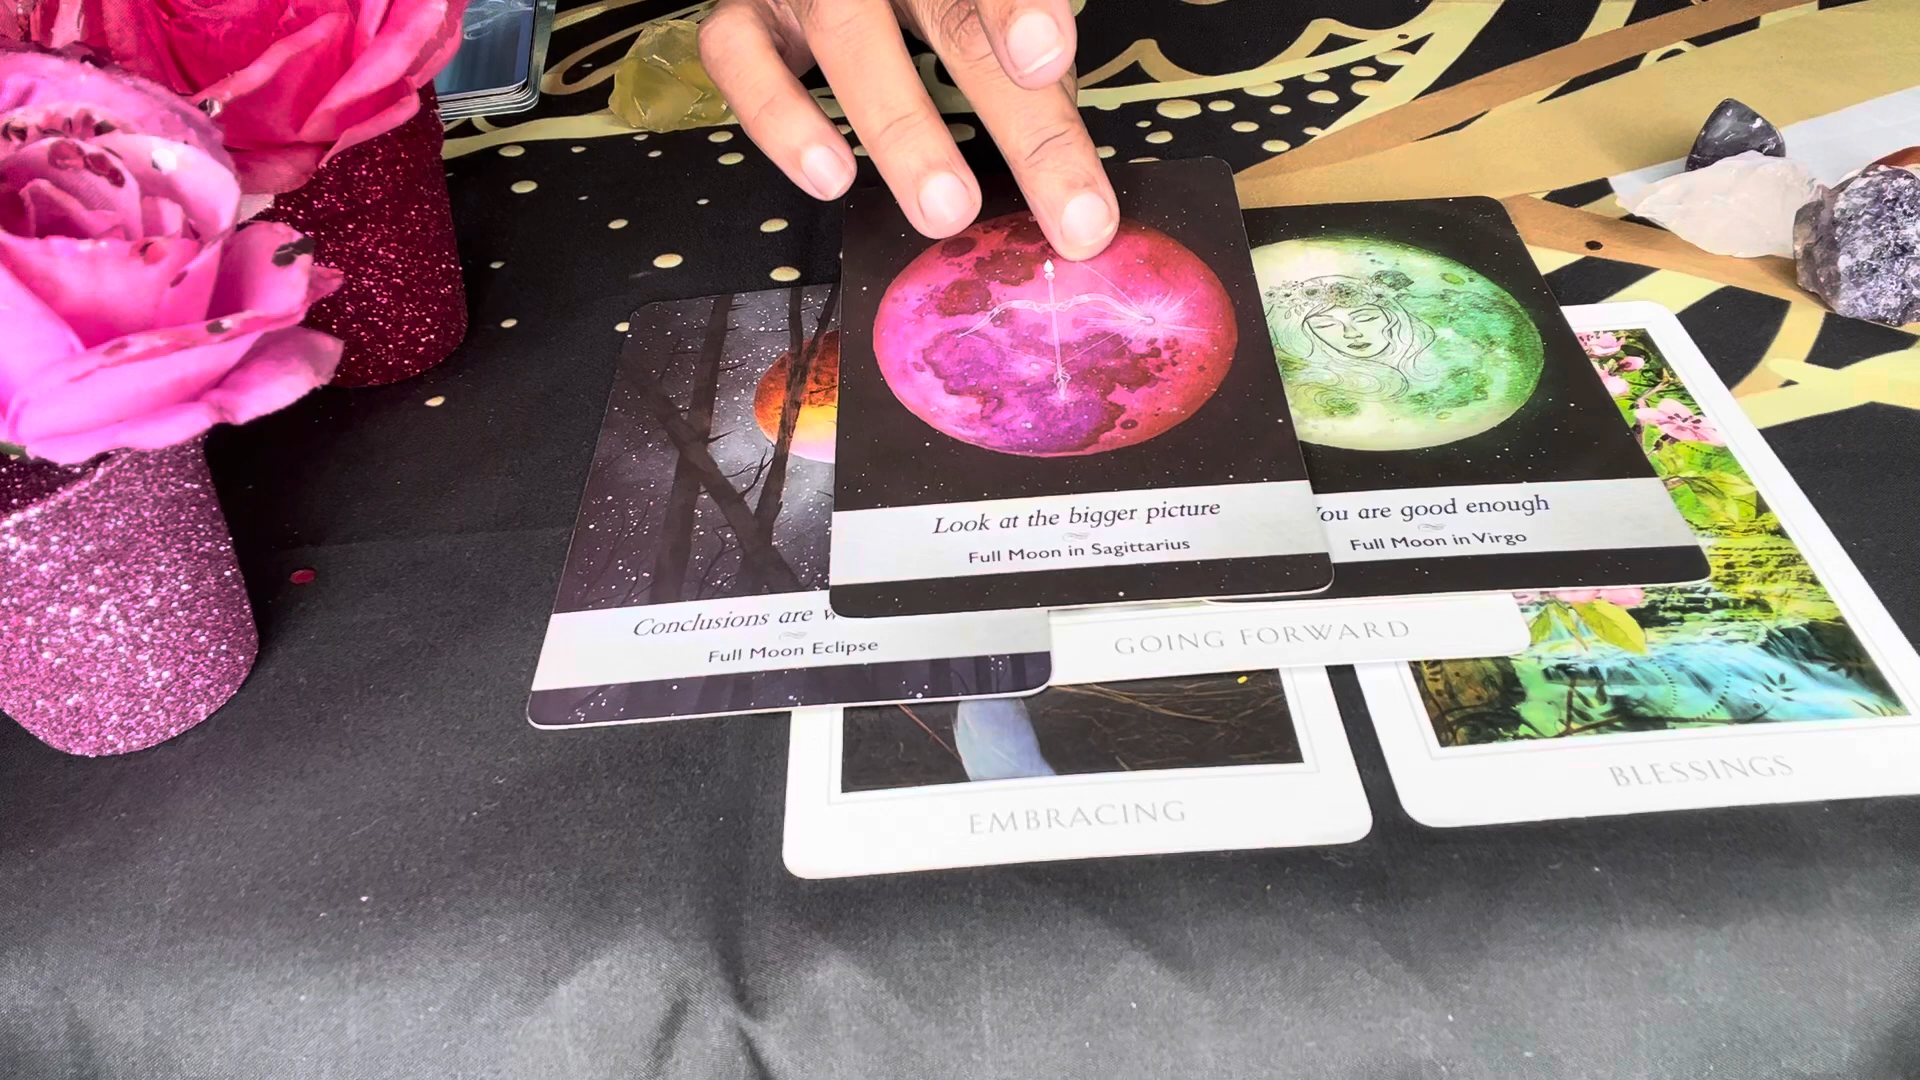 Look at the bigger picture
Full Moon in Sagittarius
You are good enough
Full Moon in Virgo
Conclusions are
Full Moon Eclipse
GOING FORWARD
EMBRACING
BLESSINGS